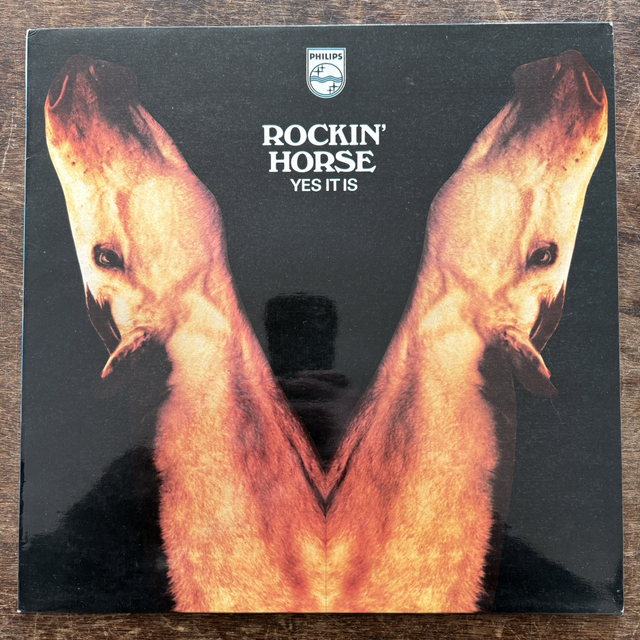 PHILIPS
ROCKIN'
HORSE
YES IT IS